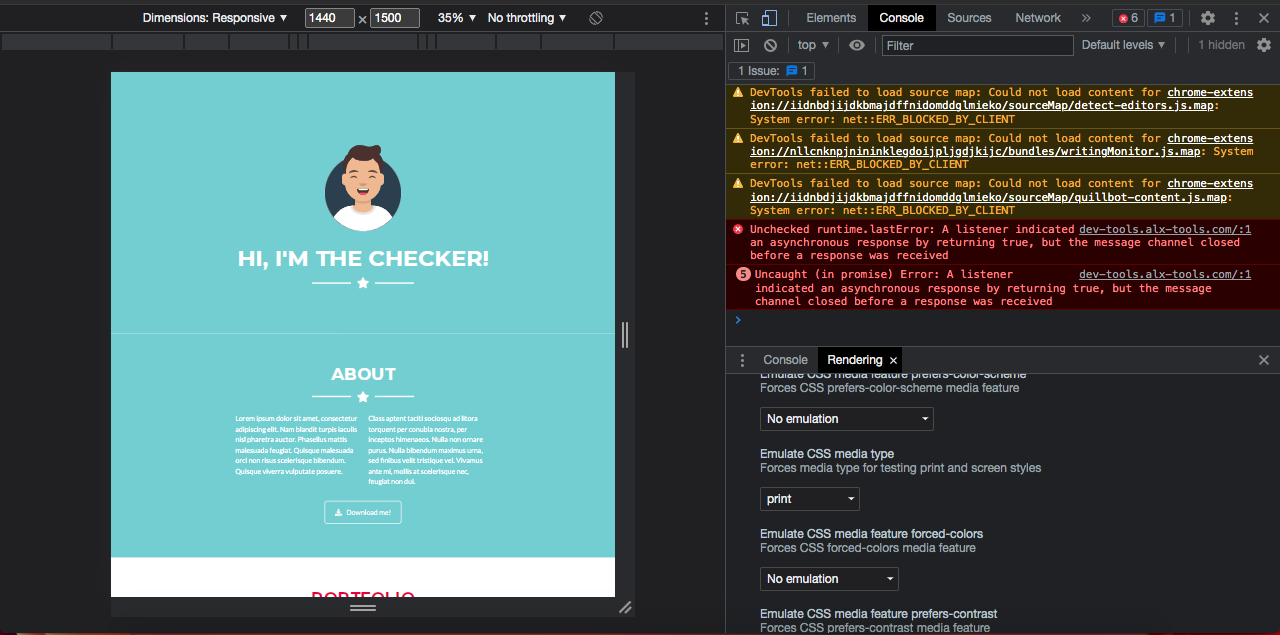 Dimensions: Responsive ▼ 1440 × 1500 35% ▼ No throttling ▼
Elements Console Sources Network » 6 1
top ▼ Filter Default levels ▼ 1 hidden
1 Issue: 1
DevTools failed to load source map: Could not load content for chrome-extens
ion://iidnbdjijdkbmajdffnidomddglmieko/sourceMap/detect-editors.js.map:
System error: net::ERR_BLOCKED_BY_CLIENT
DevTools failed to load source map: Could not load content for chrome-extens
ion://nllcnknpjnininklegdoijpljgdjkijc/bundles/writingMonitor.js.map: System
error: net::ERR_BLOCKED_BY_CLIENT
DevTools failed to load source map: Could not load content for chrome-extens
ion://iidnbdjijdkbmajdffnidomddglmieko/sourceMap/quillbot-content.js.map:
System error: net::ERR_BLOCKED_BY_CLIENT
Unchecked runtime.lastError: A listener indicated dev-tools.alx-tools.com/:1
an asynchronous response by returning true, but the message channel closed
before a response was received
5 Uncaught (in promise) Error: A listener dev-tools.alx-tools.com/:1
indicated an asynchronous response by returning true, but the message
channel closed before a response was received
Console Rendering
Emulate CSS media feature prefers-color-scheme
Forces CSS prefers-color-scheme media feature
No emulation
Emulate CSS media type
Forces media type for testing print and screen styles
print
Emulate CSS media feature forced-colors
Forces CSS forced-colors media feature
No emulation
Emulate CSS media feature prefers-contrast
Forces CSS prefers-contrast media feature
HI, I'M THE CHECKER!
ABOUT
Lorem ipsum dolor sit amet, consectetur
adipiscing elit. Nam blandit turpis iaculis
nisl pharetra auctor. Phasellus mattis
malesuada feugiat. Quisque malesuada
orci non risus scelerisque bibendum.
Quisque viverra vulputate posuere.
Class aptent taciti sociosqu ad litora
torquent per conubia nostra, per
inceptos himenaeos. Nulla non ornare
purus. Nulla bibendum maximus urna,
sed finibus velit tristique vel. Vivamus
ante mi, mollis at scelerisque nec,
feugiat non dui.
Download me!
PORTFOLIO